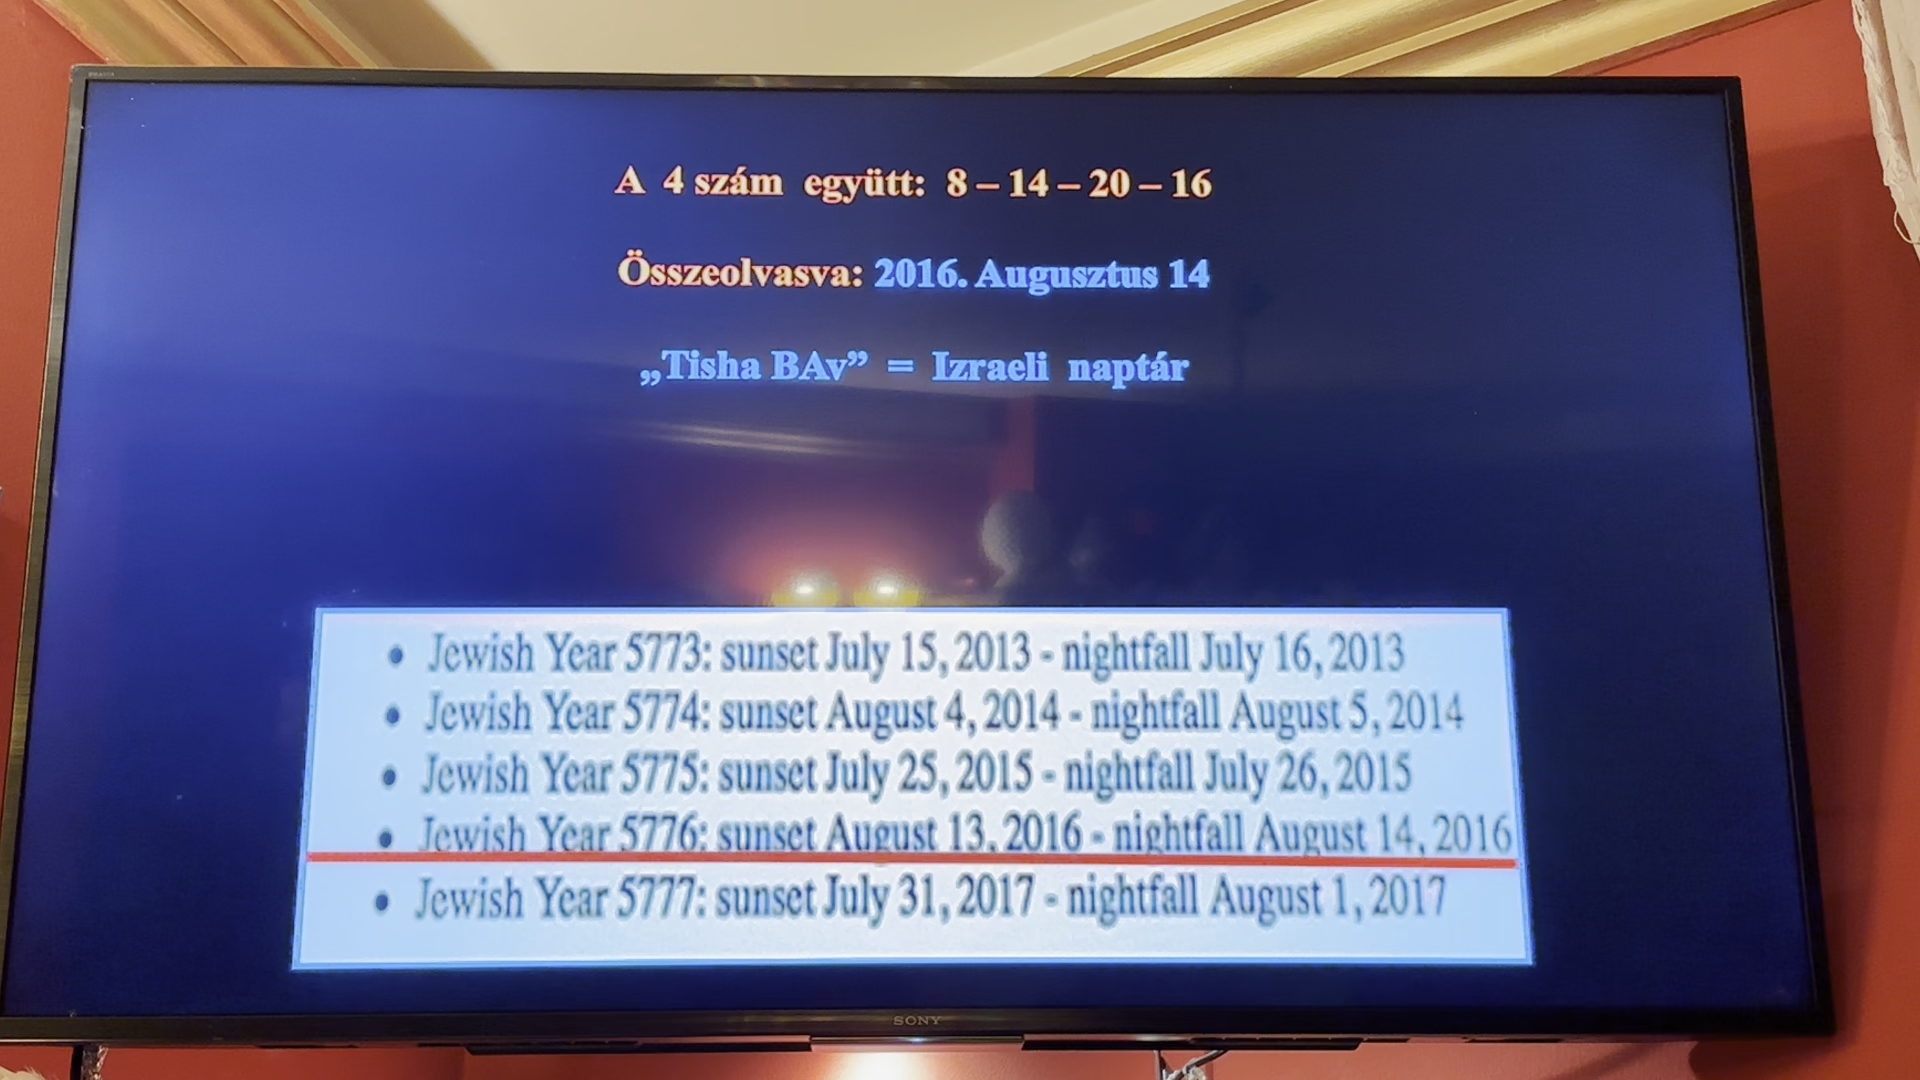 A 4 szám együtt: 8 – 14 – 20 – 16
Összeolvasva: 2016. Augusztus 14
„Tisha BAv” = Izraeli naptár
• Jewish Year 5773: sunset July 15, 2013 - nightfall July 16, 2013
• Jewish Year 5774: sunset August 4, 2014 - nightfall August 5, 2014
• Jewish Year 5775: sunset July 25, 2015 - nightfall July 26, 2015
• Jewish Year 5776: sunset August 13, 2016 - nightfall August 14, 2016
• Jewish Year 5777: sunset July 31, 2017 - nightfall August 1, 2017
SONY